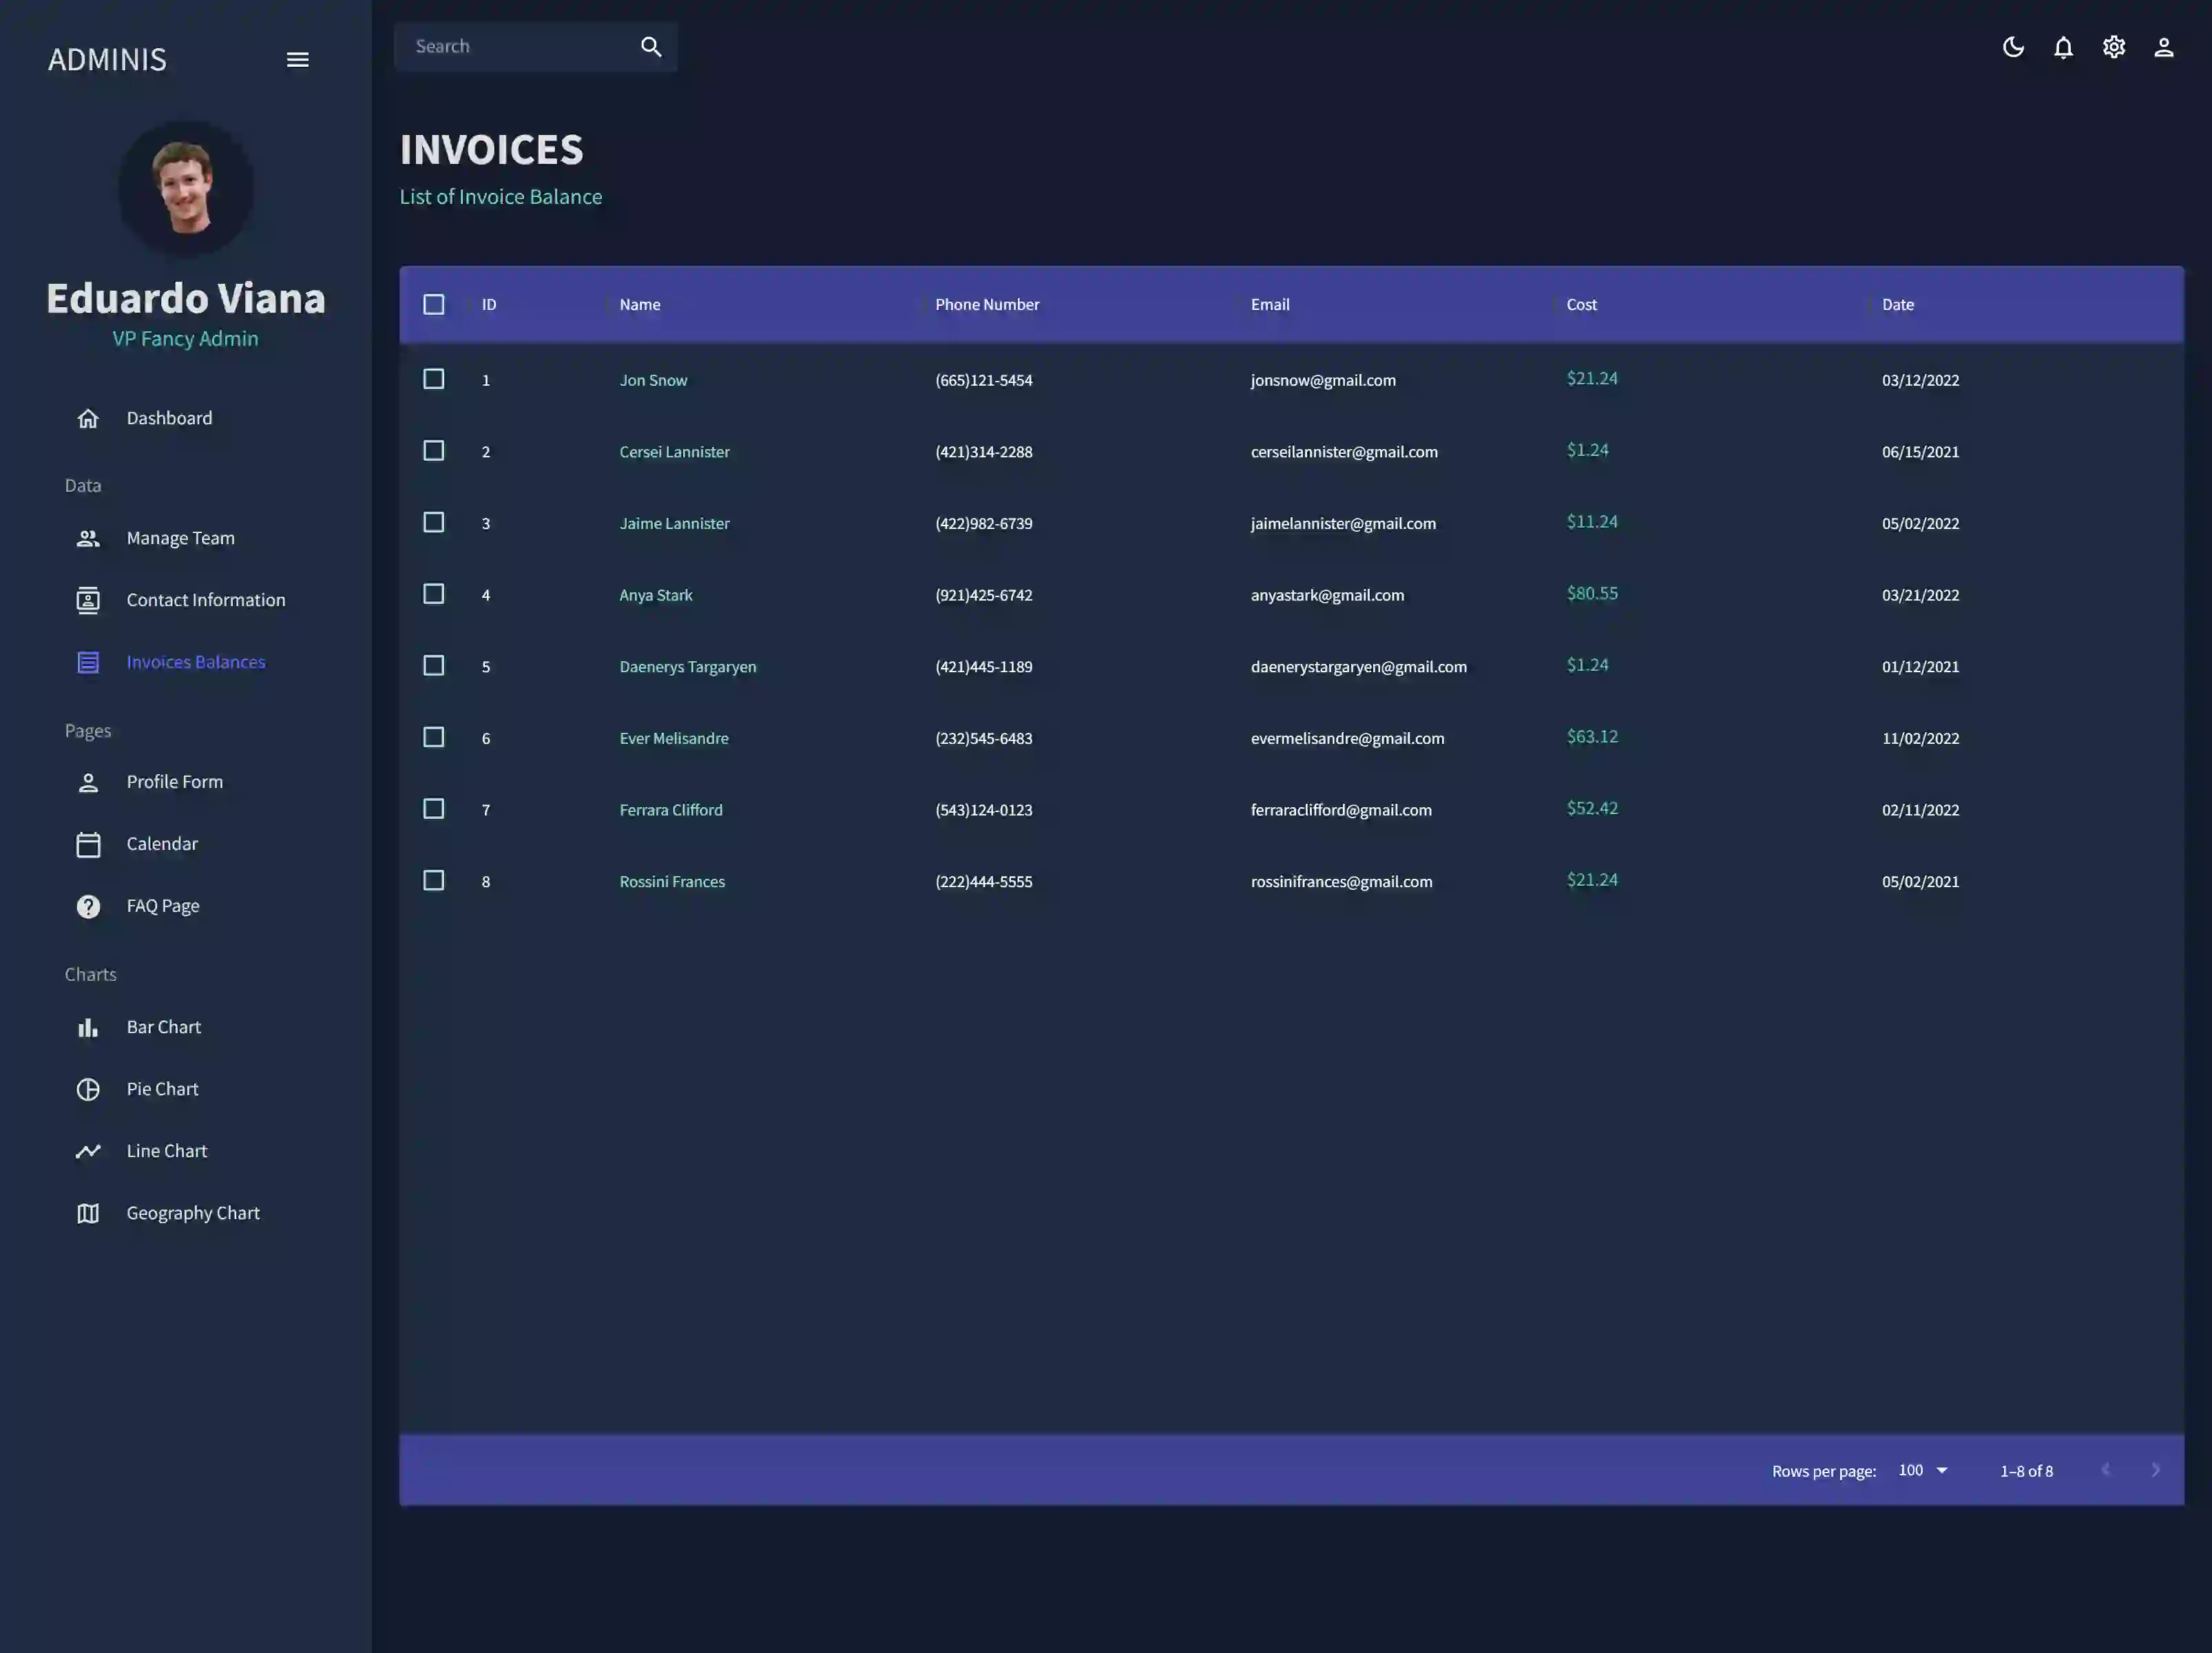 ADMINIS
Search
Eduardo Viana
VP Fancy Admin
Dashboard
Data
Manage Team
Contact Information
Invoices Balances
Pages
Profile Form
Calendar
FAQ Page
Charts
Bar Chart
Pie Chart
Line Chart
Geography Chart
INVOICES
List of Invoice Balance
ID Name Phone Number Email Cost Date
1 Jon Snow (665)121-5454 jonsnow@gmail.com $21.24 03/12/2022
2 Cersei Lannister (421)314-2288 cerseilannister@gmail.com $1.24 06/15/2021
3 Jaime Lannister (422)982-6739 jaimelannister@gmail.com $11.24 05/02/2022
4 Anya Stark (921)425-6742 anyastark@gmail.com $80.55 03/21/2022
5 Daenerys Targaryen (421)445-1189 daenerystargaryen@gmail.com $1.24 01/12/2021
6 Ever Melisandre (232)545-6483 evermelisandre@gmail.com $63.12 11/02/2022
7 Ferrara Clifford (543)124-0123 ferraraclifford@gmail.com $52.42 02/11/2022
8 Rossini Frances (222)444-5555 rossinifrances@gmail.com $21.24 05/02/2021
Rows per page: 100 1–8 of 8